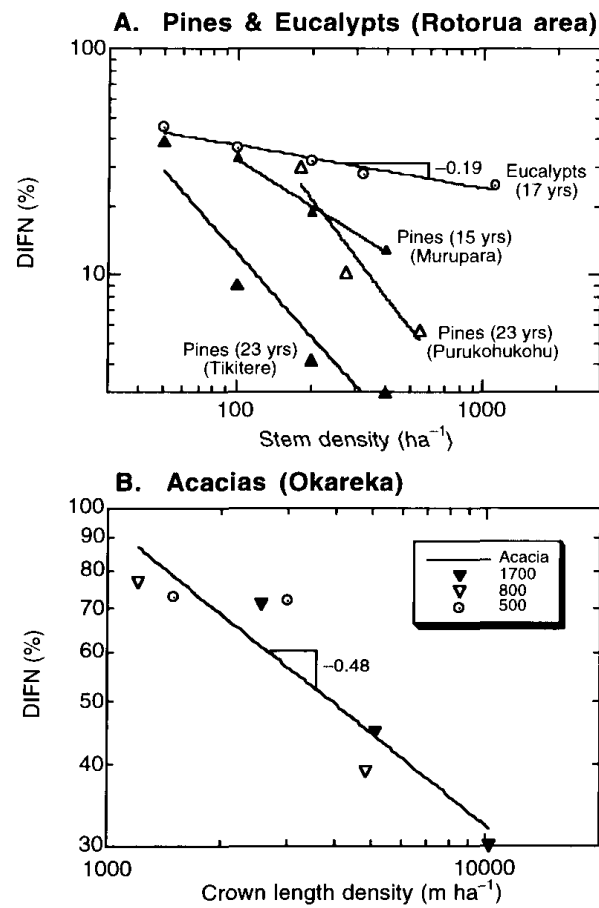 A. Pines & Eucalypts (Rotorua area)
100
10
DIFN (%)
−0.19
Eucalypts
(17 yrs)
Pines (15 yrs)
(Murupara)
Pines (23 yrs)
(Purukohukohu)
Pines (23 yrs)
(Tikitere)
100
1000
Stem density (ha⁻¹)
B. Acacias (Okareka)
100
90
80
70
60
50
40
30
DIFN (%)
Acacia
1700
800
500
−0.48
1000
10000
Crown length density (m ha⁻¹)